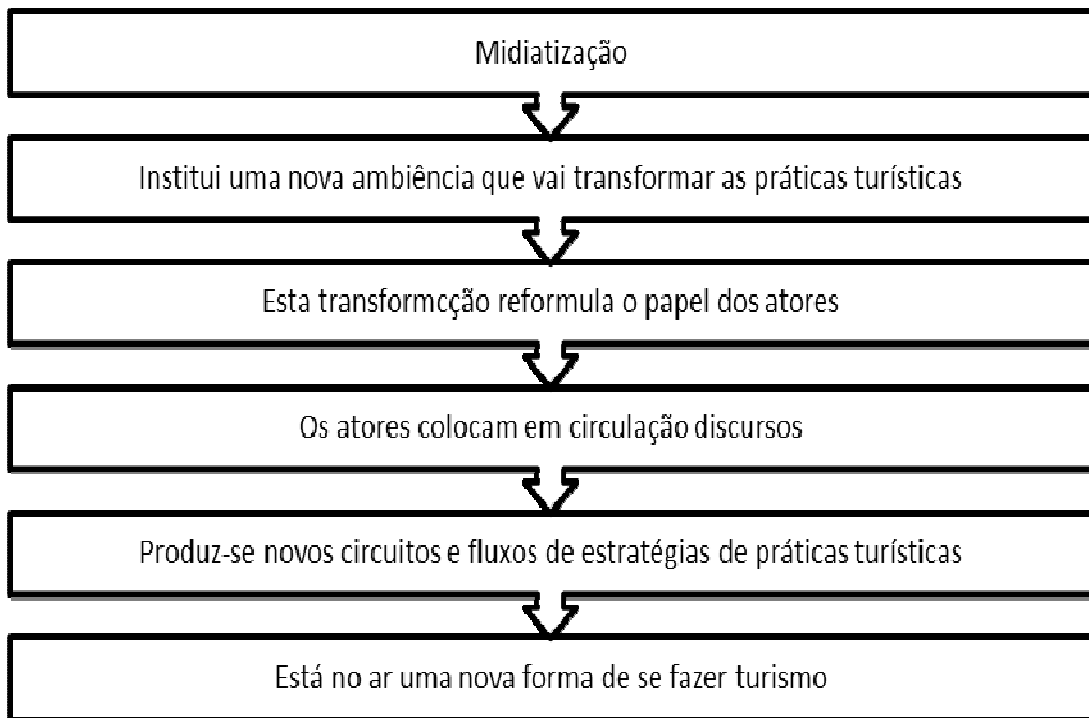 Midiatização
Institui uma nova ambiência que vai transformar as práticas turísticas
Esta transformcção reformula o papel dos atores
Os atores colocam em circulação discursos
Produz-se novos circuitos e fluxos de estratégias de práticas turísticas
Está no ar uma nova forma de se fazer turismo